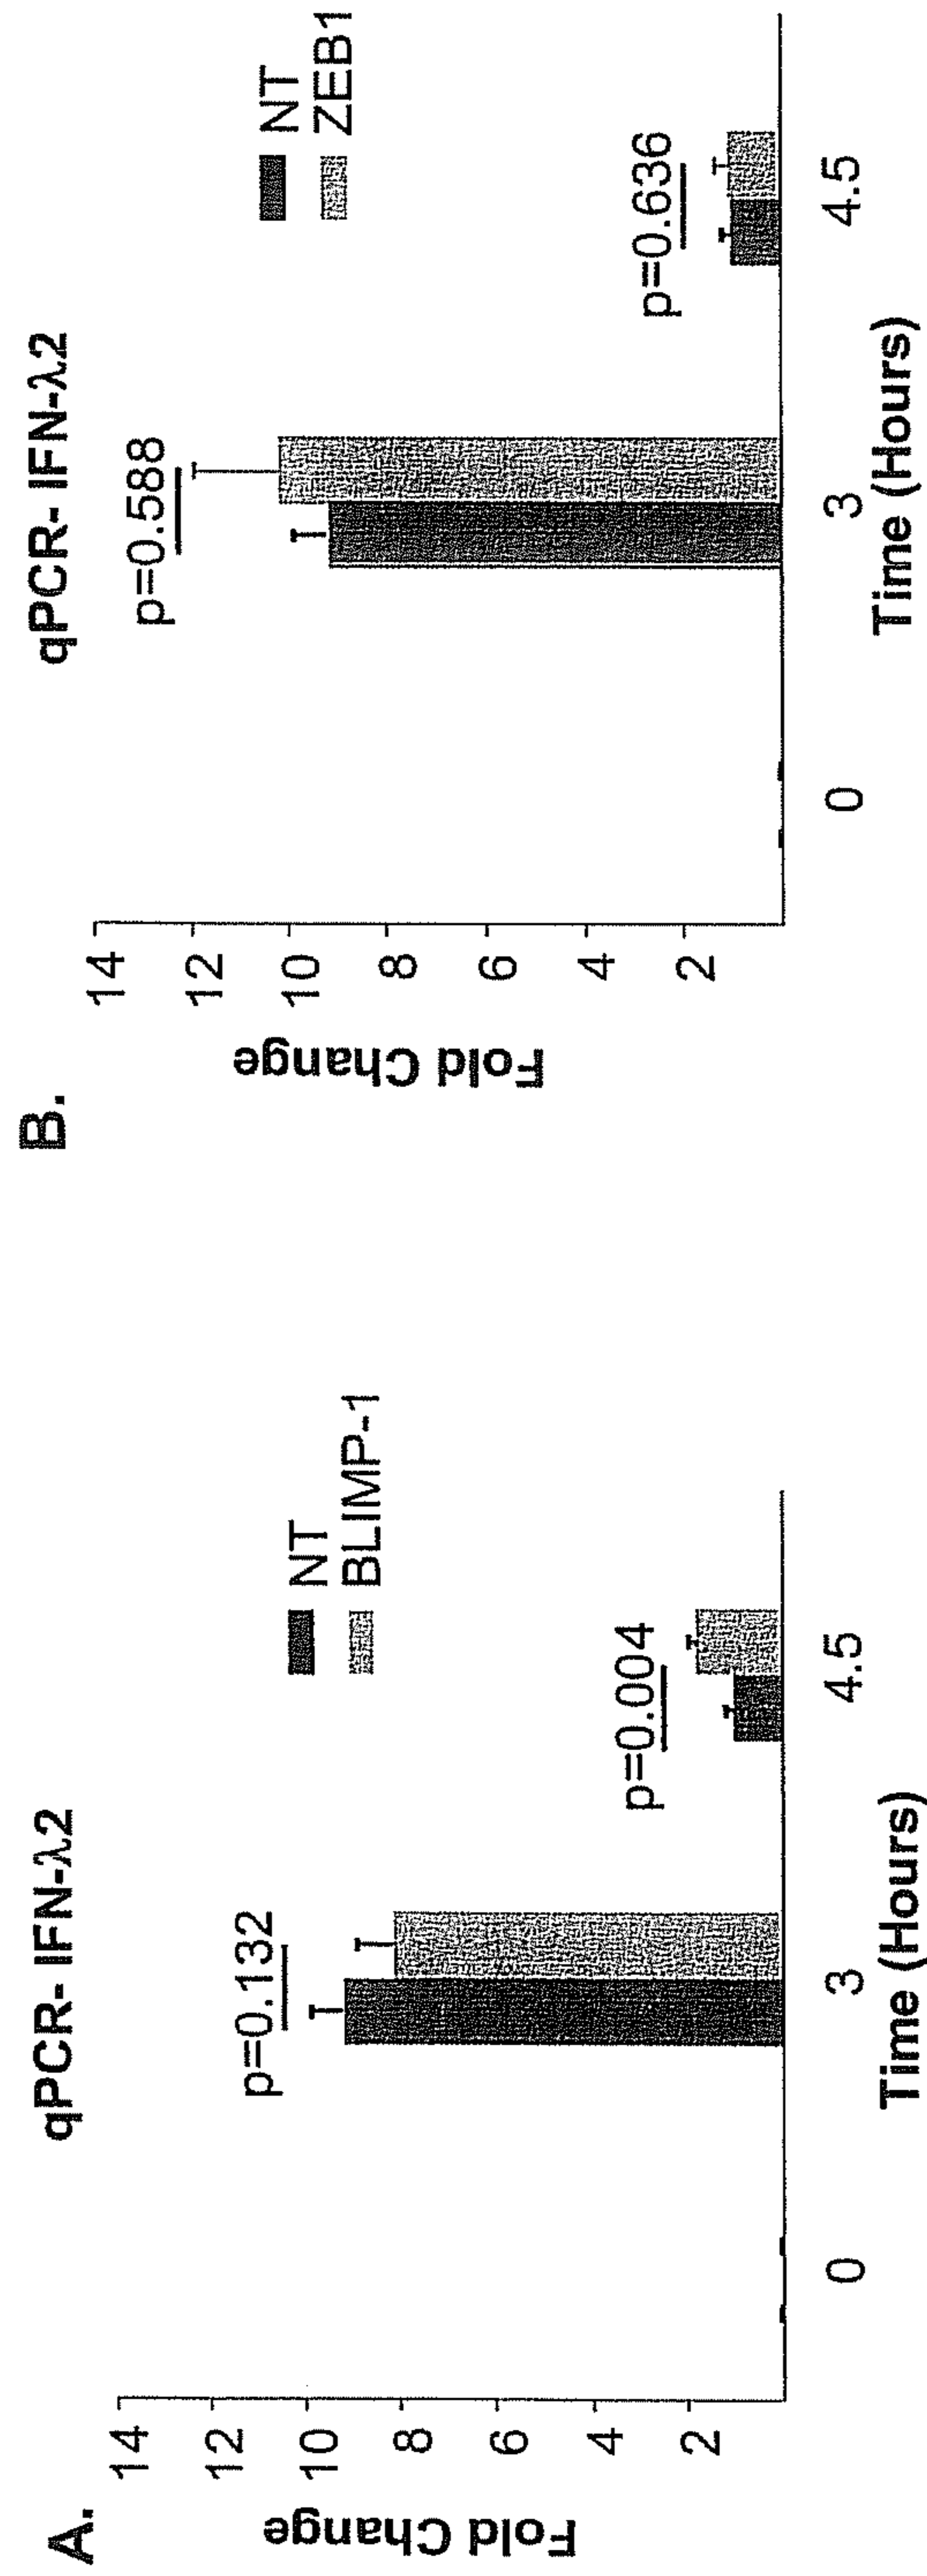 A.
qPCR- IFN-λ2
NT
BLIMP-1
Fold Change
14
12
10
8
6
4
2
p=0.132
p=0.004
0
3
4.5
Time (Hours)
B.
qPCR- IFN-λ2
NT
ZEB1
Fold Change
14
12
10
8
6
4
2
p=0.588
p=0.636
0
3
4.5
Time (Hours)